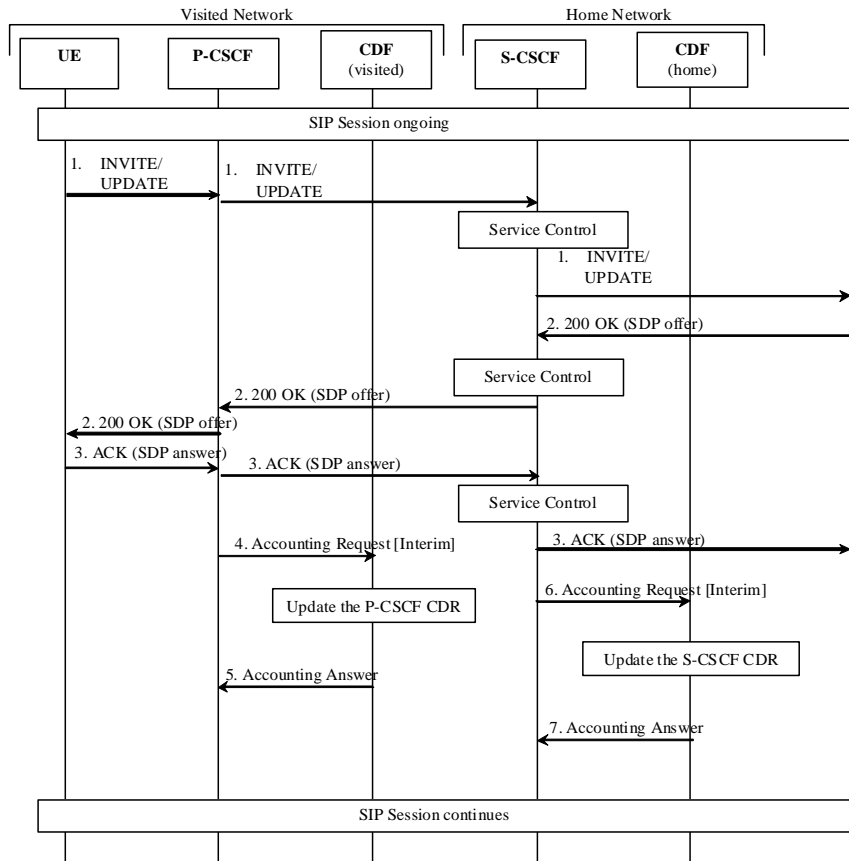 Visited Network
Home Network
UE
P-CSCF
CDF
(visited)
S-CSCF
CDF
(home)
SIP Session ongoing
1. INVITE/
UPDATE
1. INVITE/
UPDATE
Service Control
1. INVITE/
UPDATE
2. 200 OK (SDP offer)
Service Control
2. 200 OK (SDP offer)
2. 200 OK (SDP offer)
3. ACK (SDP answer)
3. ACK (SDP answer)
Service Control
4. Accounting Request [Interim]
3. ACK (SDP answer)
6. Accounting Request [Interim]
Update the P-CSCF CDR
Update the S-CSCF CDR
5. Accounting Answer
7. Accounting Answer
SIP Session continues